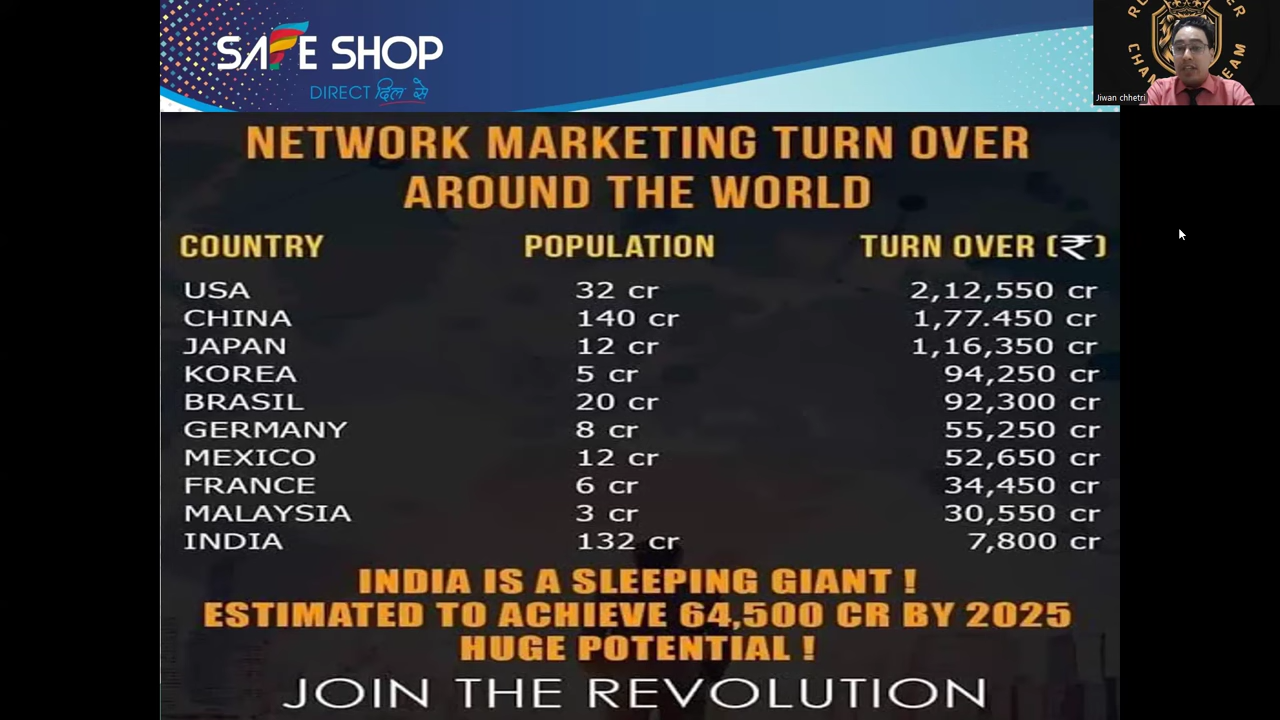 SAFE SHOP
DIRECT दिल से
Jiwan chhetri
NETWORK MARKETING TURN OVER
AROUND THE WORLD
COUNTRY POPULATION TURN OVER (₹)
USA 32 cr 2,12,550 cr
CHINA 140 cr 1,77.450 cr
JAPAN 12 cr 1,16,350 cr
KOREA 5 cr 94,250 cr
BRASIL 20 cr 92,300 cr
GERMANY 8 cr 55,250 cr
MEXICO 12 cr 52,650 cr
FRANCE 6 cr 34,450 cr
MALAYSIA 3 cr 30,550 cr
INDIA 132 cr 7,800 cr
INDIA IS A SLEEPING GIANT !
ESTIMATED TO ACHIEVE 64,500 CR BY 2025
HUGE POTENTIAL !
JOIN THE REVOLUTION